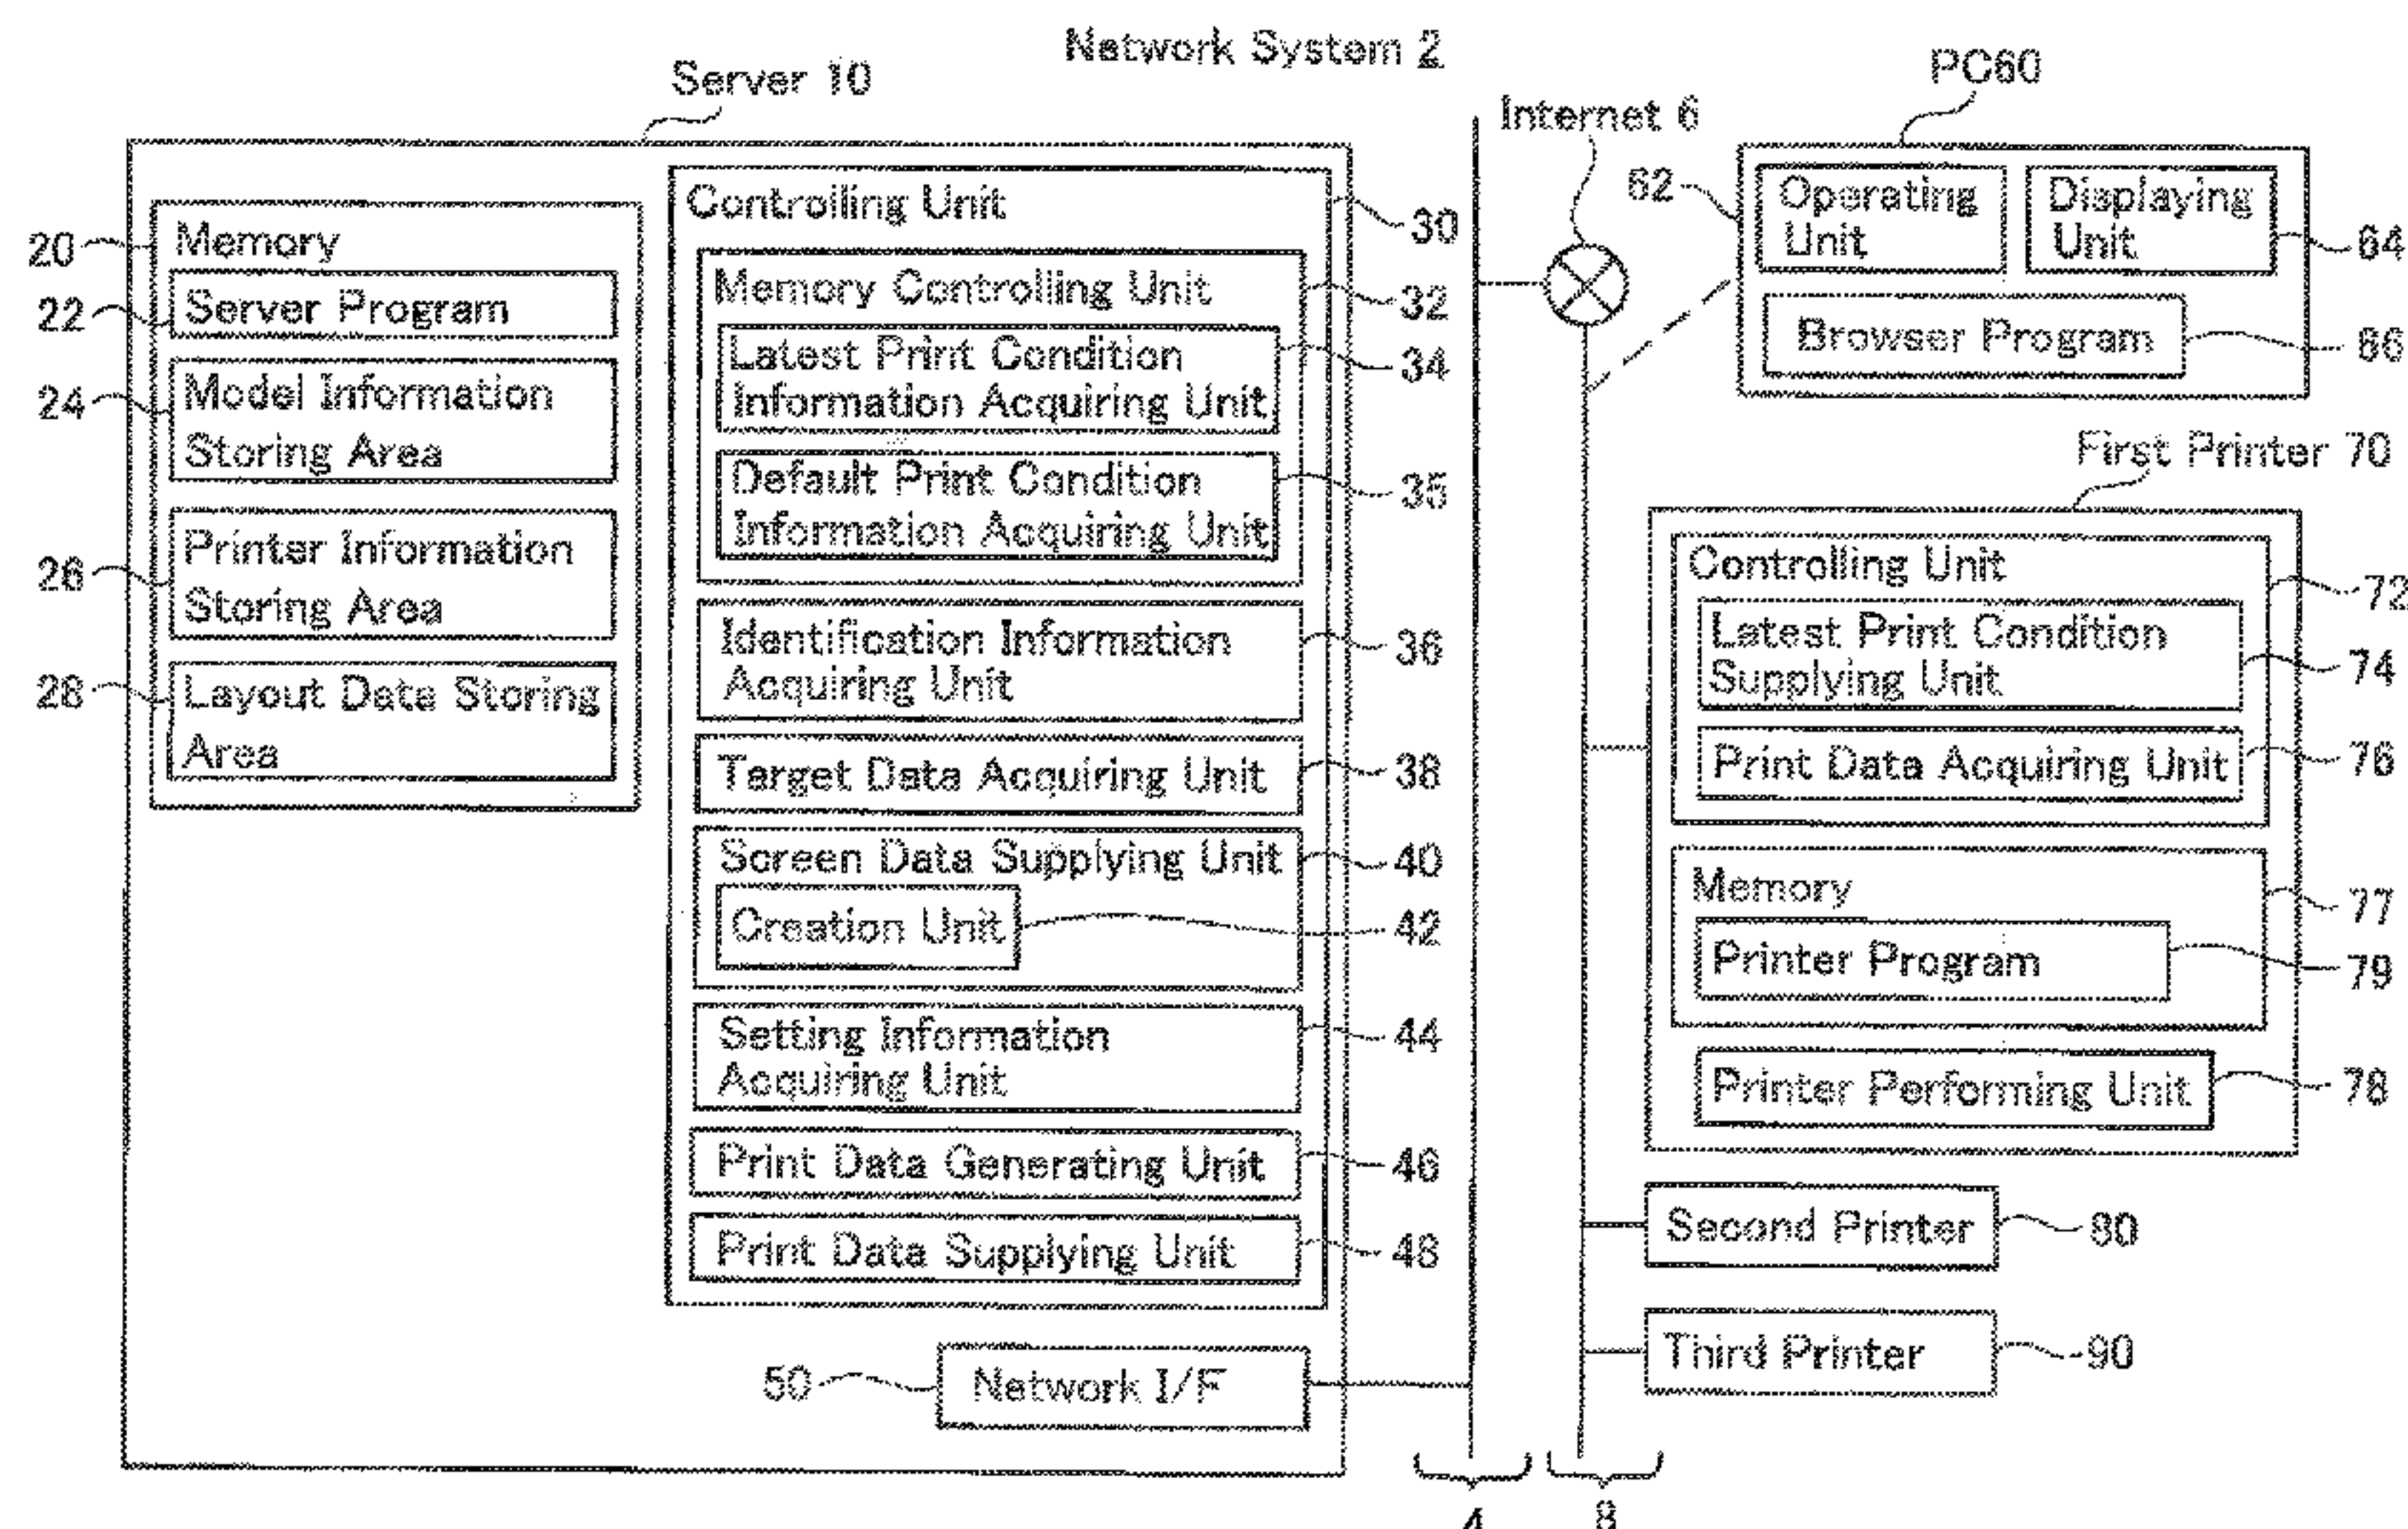 Network System 2
Server 10
20
Memory
22
Server Program
24
Model Information
Storing Area
26
Printer Information
Storing Area
28
Layout Data Storing
Area
Controlling Unit
30
Memory Controlling Unit
32
Latest Print Condition
Information Acquiring Unit
34
Default Print Condition
Information Acquiring Unit
35
Identification Information
Acquiring Unit
36
Target Data Acquiring Unit
38
Screen Data Supplying Unit
40
Creation Unit
42
Setting Information
Acquiring Unit
44
Print Data Generating Unit
46
Print Data Supplying Unit
48
50
Network I/F
4
8
Internet 6
PC60
62
Operating
Unit
Displaying
Unit
64
Browser Program
66
First Printer 70
Controlling Unit
72
Latest Print Condition
Supplying Unit
74
Print Data Acquiring Unit
76
Memory
77
Printer Program
79
Printer Performing Unit
78
Second Printer
80
Third Printer
90